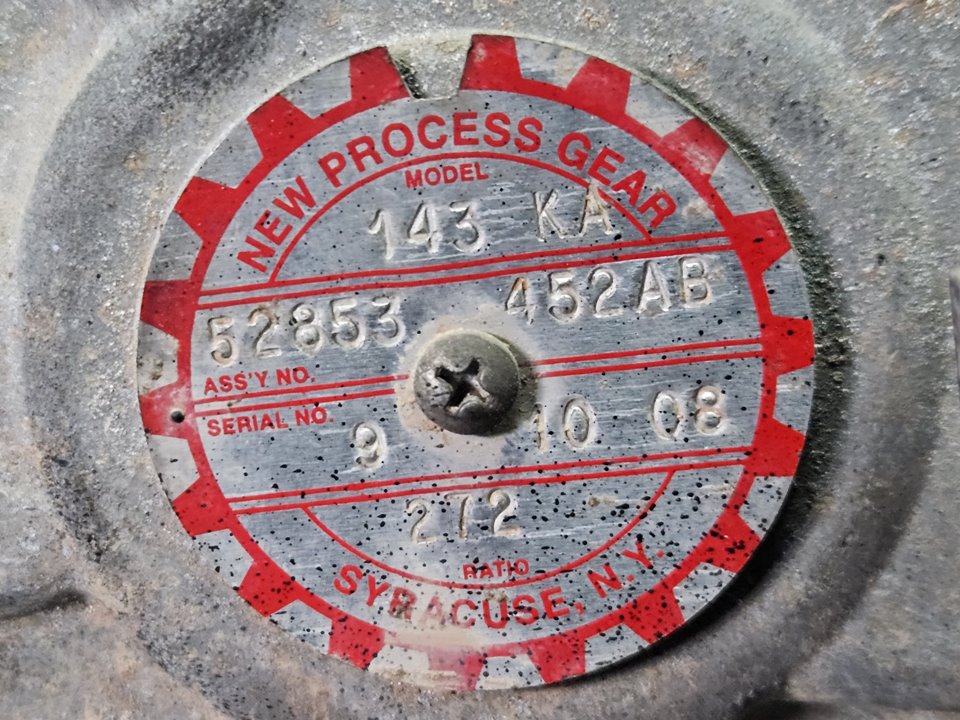 NEW PROCESS GEAR
MODEL
143 KA
52853 452AB
ASS'Y NO.
SERIAL NO.
9 10 08
272
RATIO
SYRACUSE, N.Y.